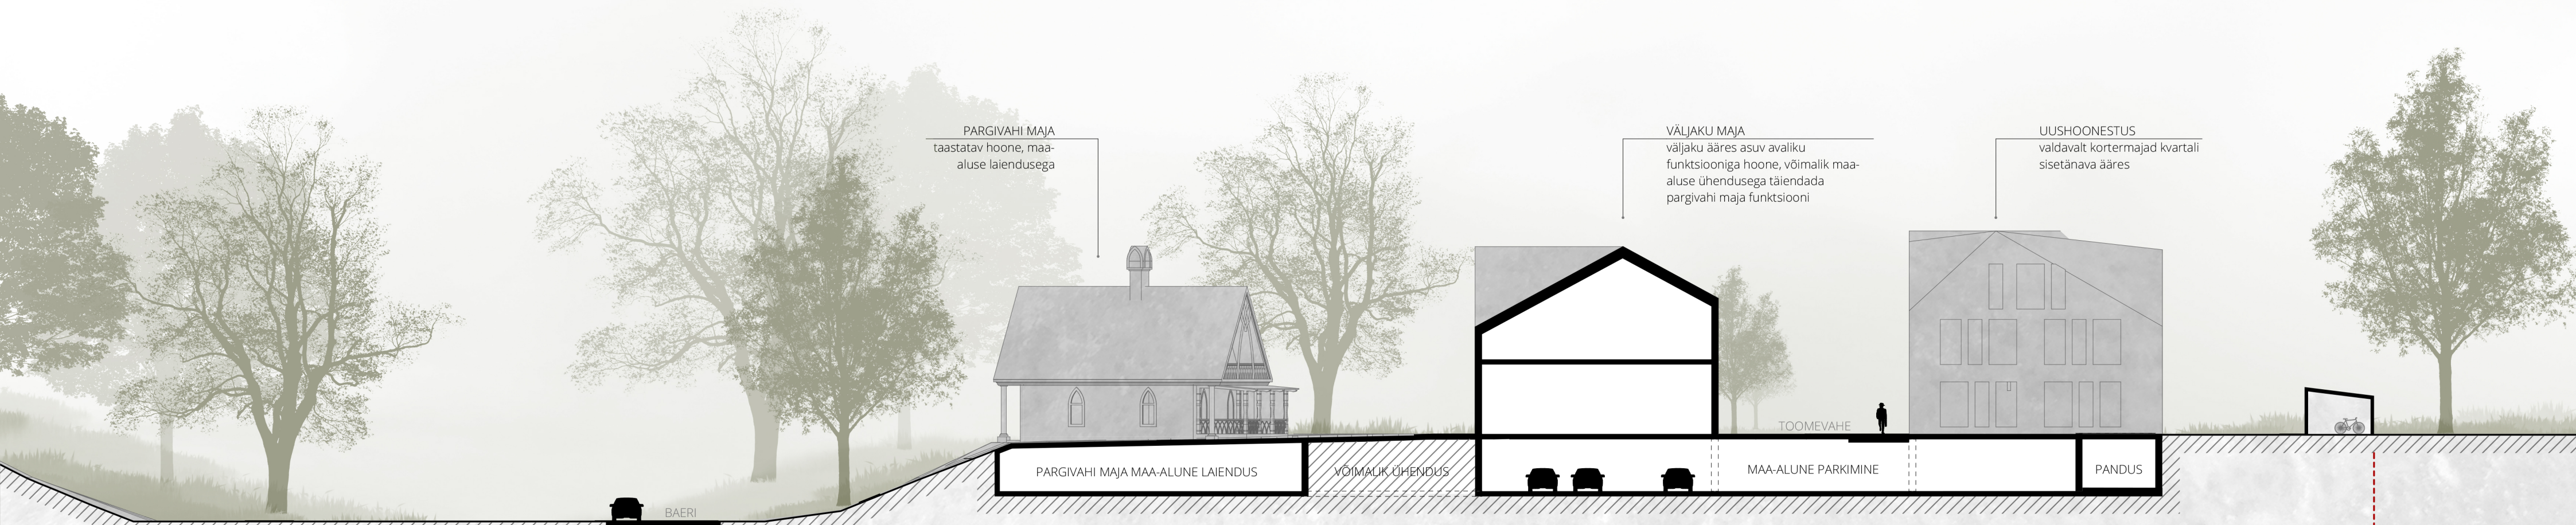 PARGIVAHI MAJA
taastatav hoone, maa-
aluse laiendusega
VÄLJAKU MAJA
väljaku ääres asuv avaliku
funktsiooniga hoone, võimalik maa-
aluse ühendusega täiendada
pargivahi maja funktsiooni
UUSHOONESTUS
valdavalt kortermajad kvartali
sisetänava ääres
TOOMEVAHE
PARGIVAHI MAJA MAA-ALUNE LAIENDUS
VÕIMALIK ÜHENDUS
MAA-ALUNE PARKIMINE
PANDUS
BAERI